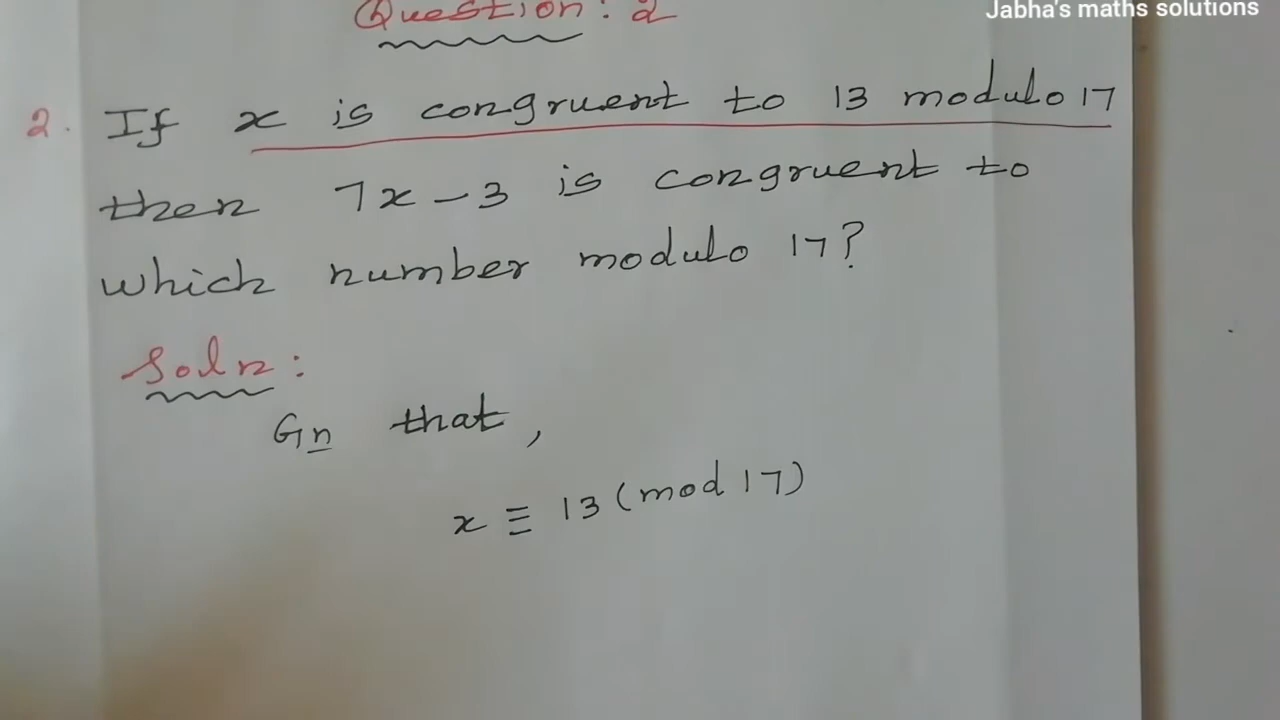 Jabha's maths solutions
Question: 2
2. If x is congruent to 13 modulo 17
then 7x - 3 is congruent to
which number modulo 17?
Soln:
Gn that,
x ≡ 13 (mod 17)